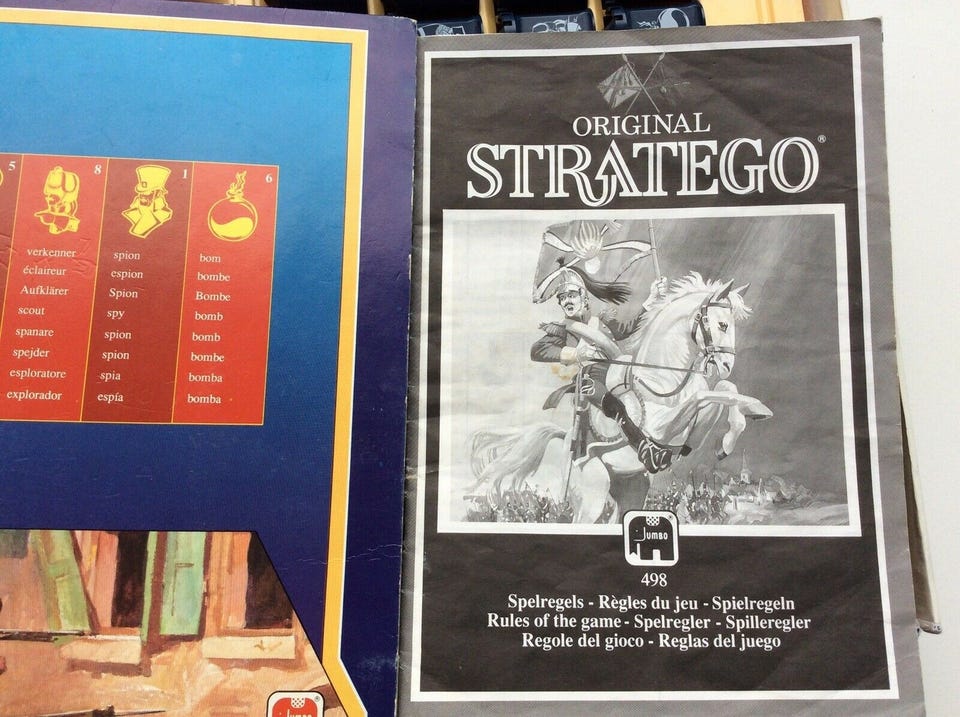 5
8
verkenner
éclaireur
Aufklärer
scout
spanare
spejder
esploratore
explorador
1
spion
espion
Spion
spy
spion
spion
spia
espía
6
bom
bombe
Bombe
bomb
bomb
bombe
bomba
bomba
Jumbo
ORIGINAL
STRATEGO®
Jumbo
498
Spelregels - Règles du jeu - Spielregeln
Rules of the game - Spelregler - Spilleregler
Regole del gioco - Reglas del juego